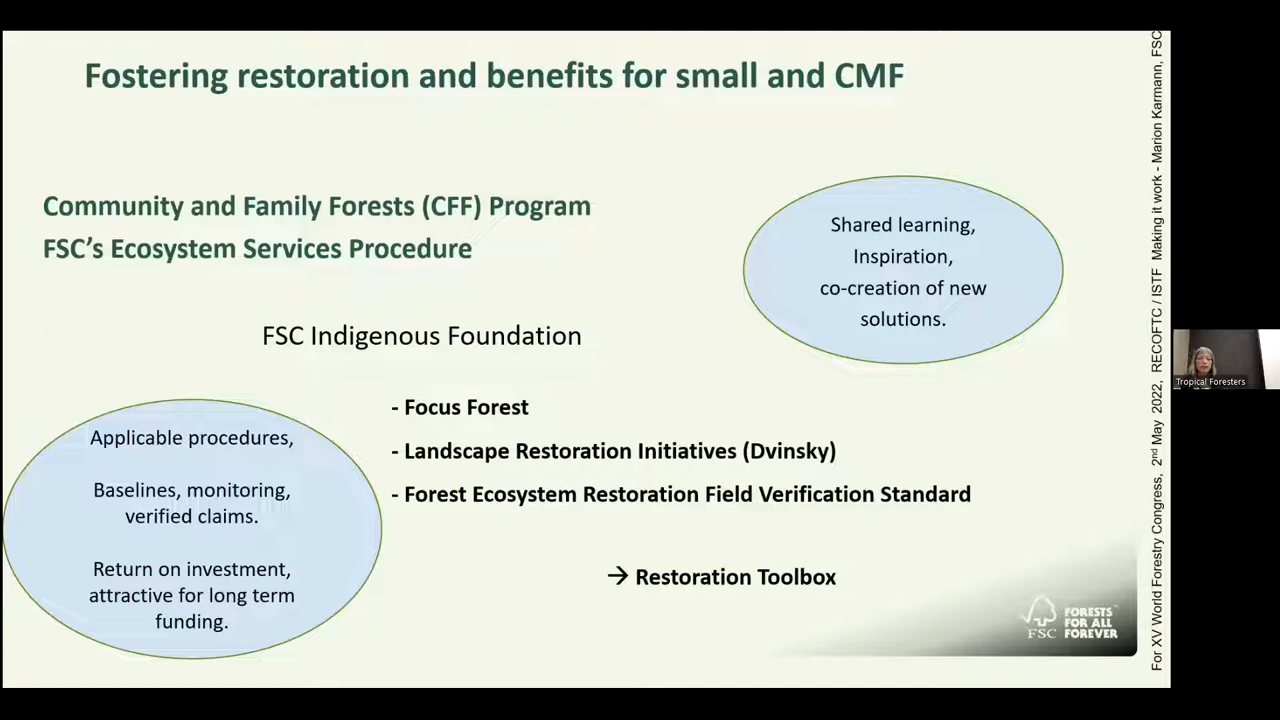 Fostering restoration and benefits for small and CMF
Community and Family Forests (CFF) Program
FSC’s Ecosystem Services Procedure
Shared learning,
Inspiration,
co-creation of new
solutions.
FSC Indigenous Foundation
- Focus Forest
- Landscape Restoration Initiatives (Dvinsky)
- Forest Ecosystem Restoration Field Verification Standard
Applicable procedures,
Baselines, monitoring,
verified claims.
Return on investment,
attractive for long term
funding.
→ Restoration Toolbox
FSC
FORESTS
FOR ALL
FOREVER™
For XV World Forestry Congress, 2nd May 2022, RECOFTC / ISTF Making it work - Marion Karmann, FSC
Tropical Foresters